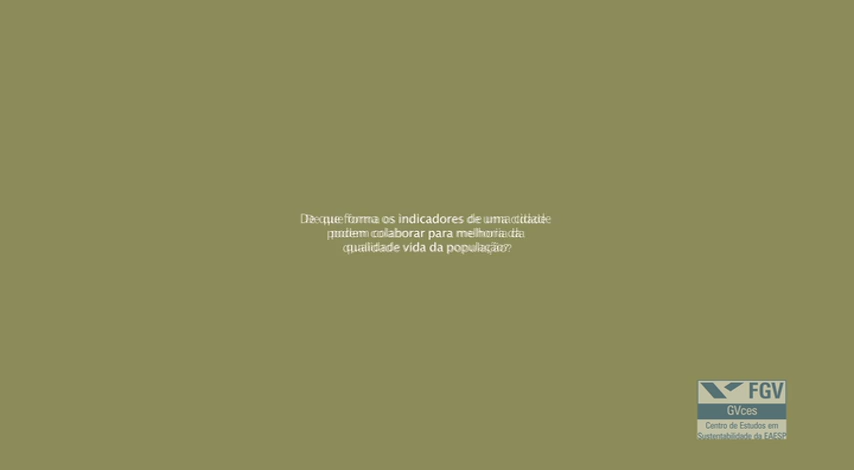 De que forma os indicadores de uma cidade
podem colaborar para melhoria da
qualidade vida da população?
FGV
GVces
Centro de Estudos em
Sustentabilidade da EAESP